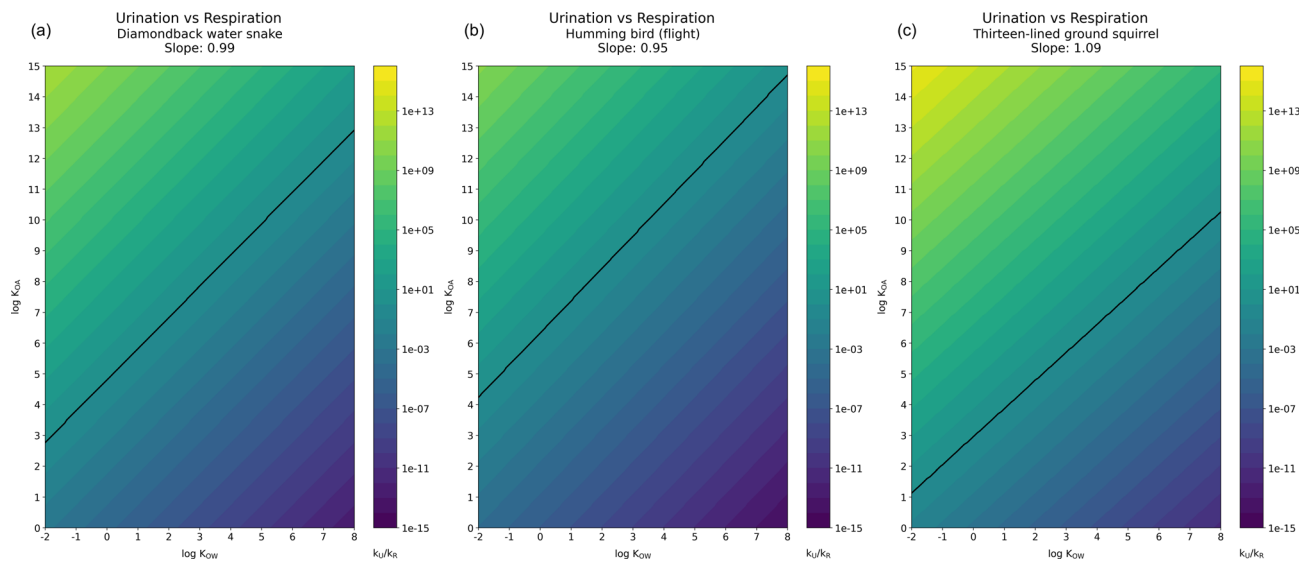 (a)
Urination vs Respiration
Diamondback water snake
Slope: 0.99
15
14
13
12
11
10
9
8
7
6
5
4
3
2
1
0
log K_OA
-2 -1 0 1 2 3 4 5 6 7 8
log K_OW
1e+13
1e+09
1e+05
1e+01
1e-03
1e-07
1e-11
1e-15
k_U/k_R
(b)
Urination vs Respiration
Humming bird (flight)
Slope: 0.95
15
14
13
12
11
10
9
8
7
6
5
4
3
2
1
0
log K_OA
-2 -1 0 1 2 3 4 5 6 7 8
log K_OW
1e+13
1e+09
1e+05
1e+01
1e-03
1e-07
1e-11
1e-15
k_U/k_R
(c)
Urination vs Respiration
Thirteen-lined ground squirrel
Slope: 1.09
15
14
13
12
11
10
9
8
7
6
5
4
3
2
1
0
log K_OA
-2 -1 0 1 2 3 4 5 6 7 8
log K_OW
1e+13
1e+09
1e+05
1e+01
1e-03
1e-07
1e-11
1e-15
k_U/k_R